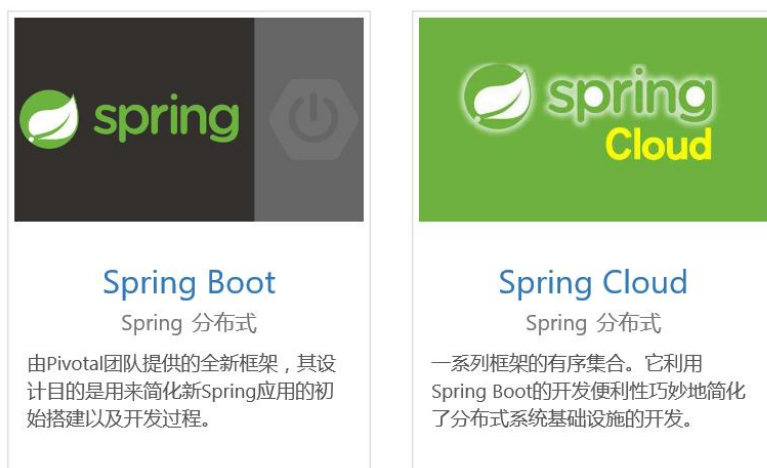 spring
Spring Boot
Spring 分布式
由Pivotal团队提供的全新框架，其设
计目的是用来简化新Spring应用的初
始搭建以及开发过程。
spring
Cloud
Spring Cloud
Spring 分布式
一系列框架的有序集合。它利用
Spring Boot的开发便利性巧妙地简化
了分布式系统基础设施的开发。